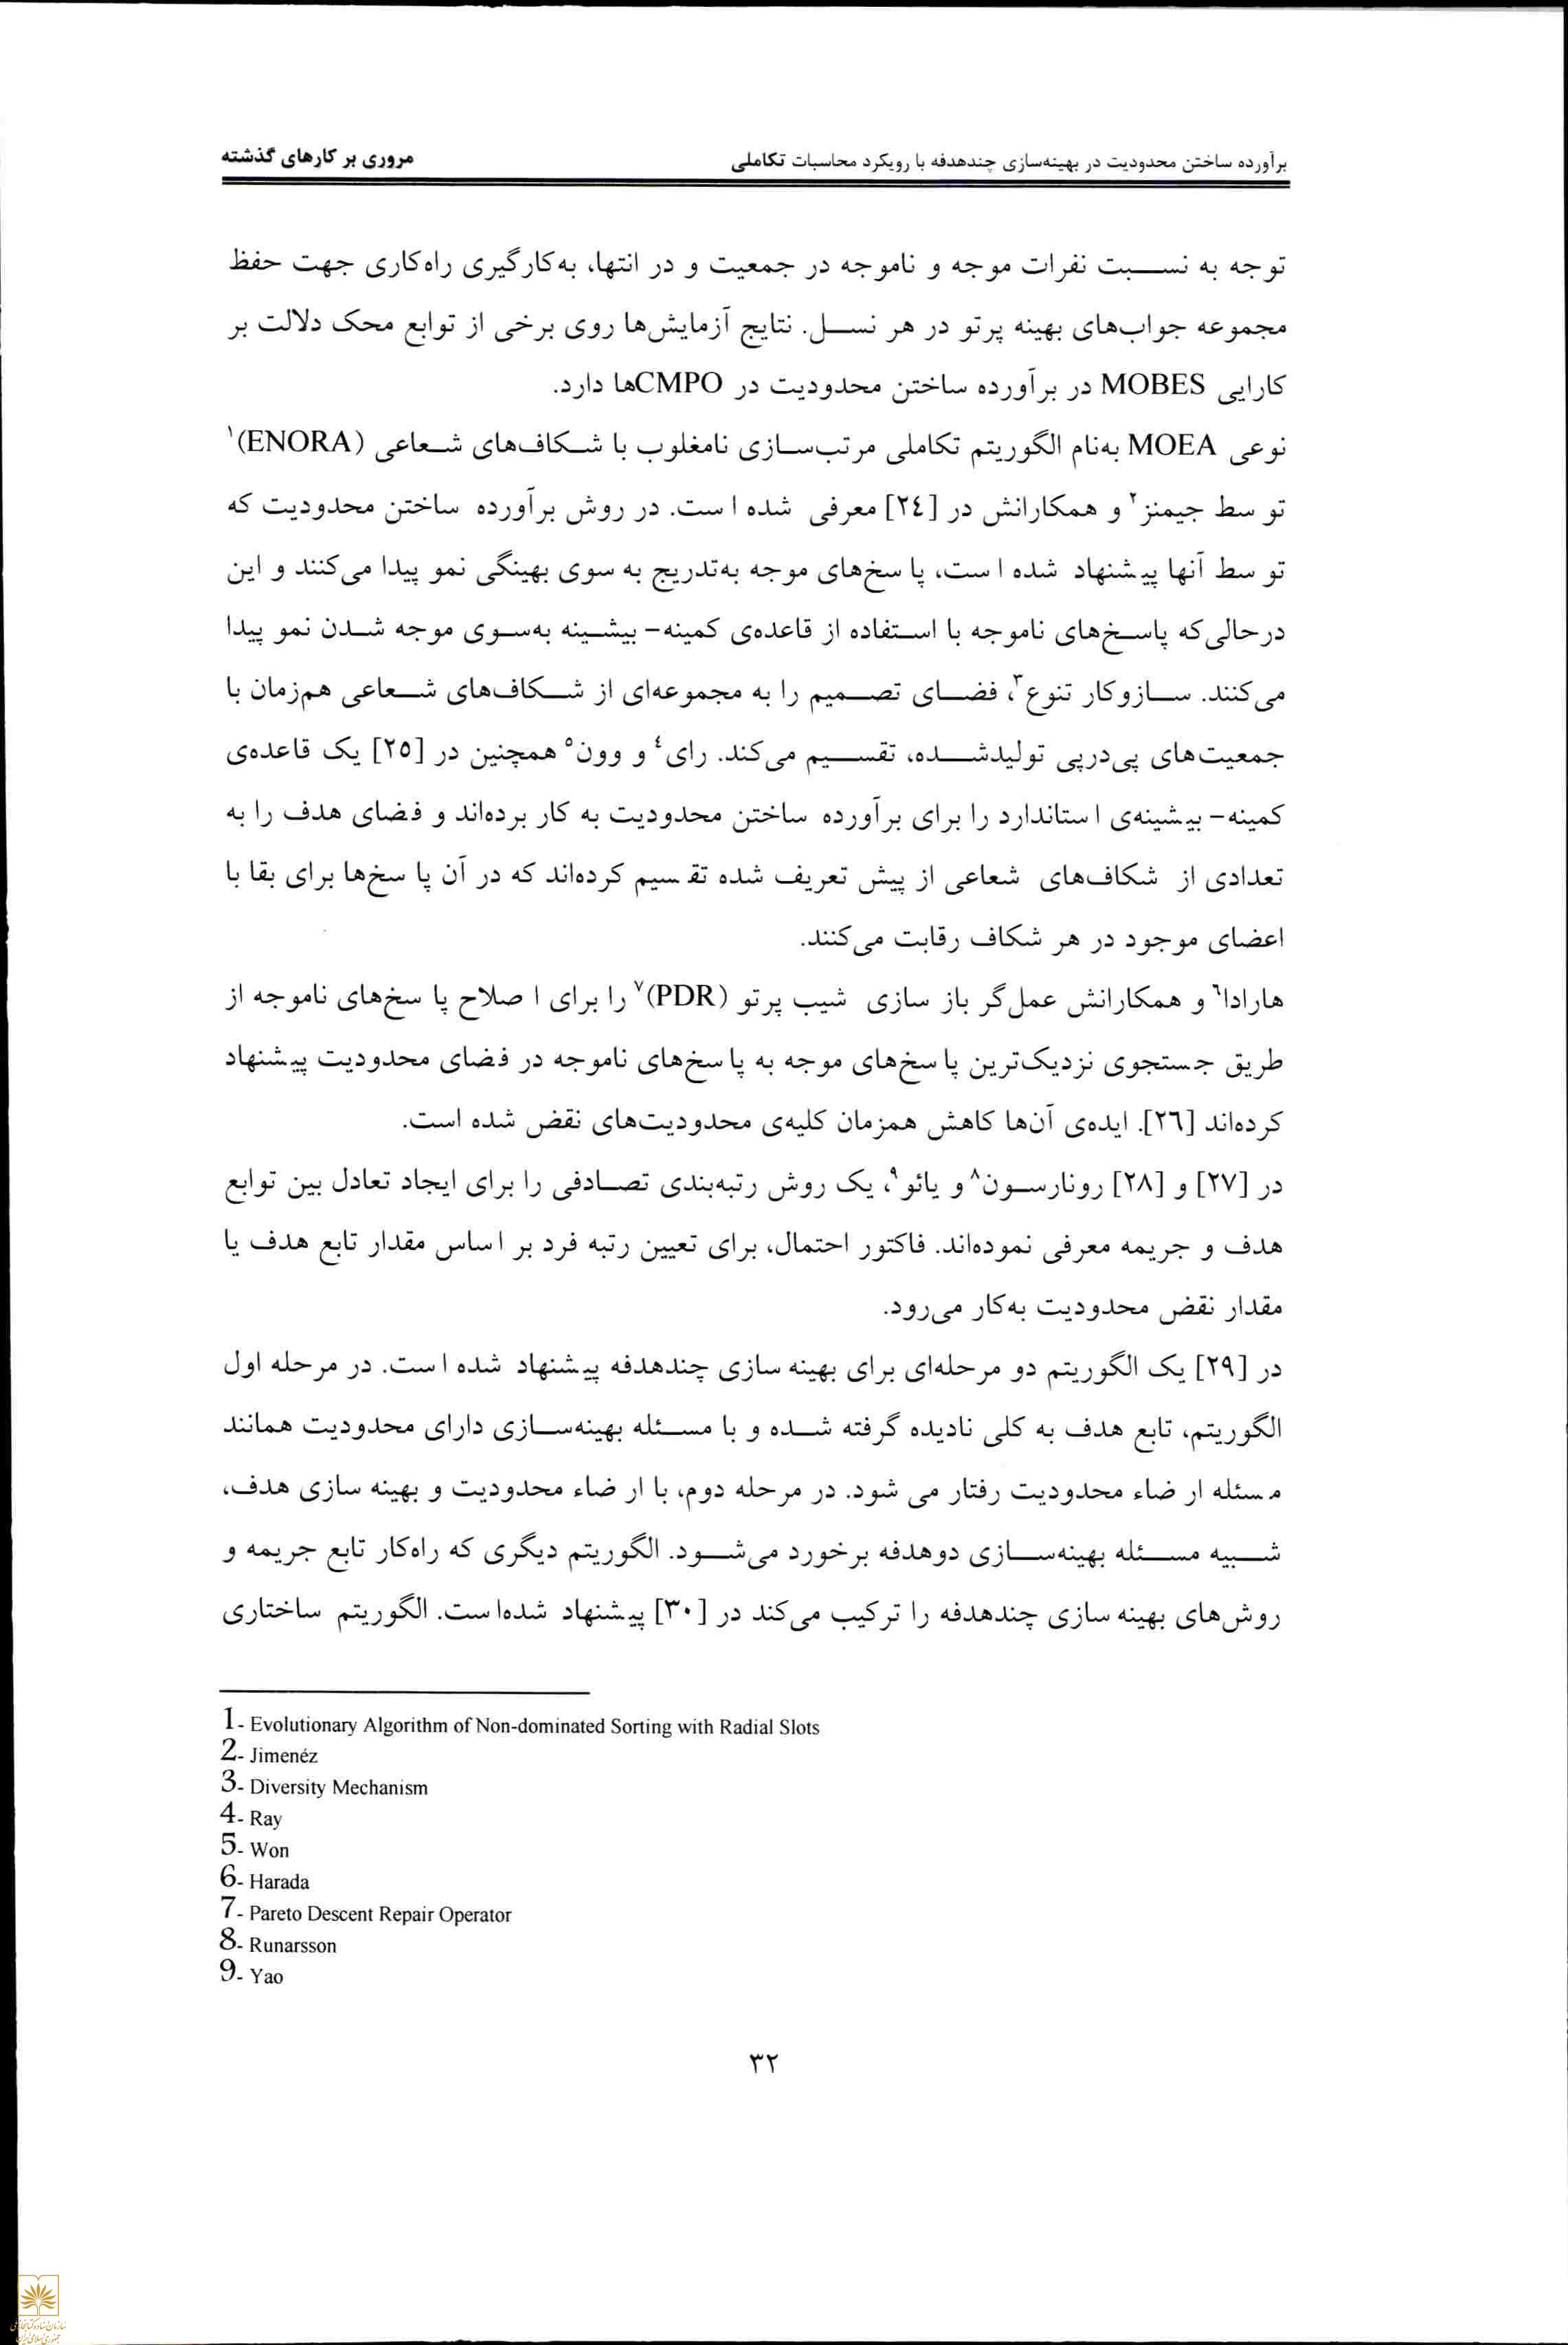 برآورده ساختن محدودیت در بهینه‌سازی چندهدفه با رویکرد محاسبات تکاملی
مروری بر کارهای گذشته
توجه به نسبت نفرات موجه و ناموجه در جمعیت و در انتها، به‌کارگیری راه‌کاری جهت حفظ
مجموعه جواب‌های بهینه پرتو در هر نسل. نتایج آزمایش‌ها روی برخی از توابع محک دلالت بر
کارایی MOBES در برآورده ساختن محدودیت در CMPOها دارد.
نوعی MOEA به‌نام الگوریتم تکاملی مرتب‌سازی نامغلوب با شکاف‌های شعاعی (ENORA)۱
توسط جیمنز۲ و همکارانش در [۲٤] معرفی شده است. در روش برآورده ساختن محدودیت که
توسط آنها پیشنهاد شده است، پاسخ‌های موجه به‌تدریج به سوی بهینگی نمو پیدا می‌کنند و این
درحالی‌که پاسخ‌های ناموجه با استفاده از قاعده‌ی کمینه- بیشینه به‌سوی موجه شدن نمو پیدا
می‌کنند. سازوکار تنوع۳، فضای تصمیم را به مجموعه‌ای از شکاف‌های شعاعی هم‌زمان با
جمعیت‌های پی‌درپی تولیدشده، تقسیم می‌کند. رای٤ و وون۵ همچنین در [۲۵] یک قاعده‌ی
کمینه- بیشینه‌ی استاندارد را برای برآورده ساختن محدودیت به کار برده‌اند و فضای هدف را به
تعدادی از شکاف‌های شعاعی از پیش تعریف شده تقسیم کرده‌اند که در آن پاسخ‌ها برای بقا با
اعضای موجود در هر شکاف رقابت می‌کنند.
هارادا٦ و همکارانش عمل‌گر بازسازی شیب پرتو (PDR)۷ را برای اصلاح پاسخ‌های ناموجه از
طریق جستجوی نزدیک‌ترین پاسخ‌های موجه به پاسخ‌های ناموجه در فضای محدودیت پیشنهاد
کرده‌اند [۲٦]. ایده‌ی آن‌ها کاهش همزمان کلیه‌ی محدودیت‌های نقض شده است.
در [۲۷] و [۲۸] رونارسون۸ و یائو۹، یک روش رتبه‌بندی تصادفی را برای ایجاد تعادل بین توابع
هدف و جریمه معرفی نموده‌اند. فاکتور احتمال، برای تعیین رتبه فرد بر اساس مقدار تابع هدف یا
مقدار نقض محدودیت به‌کار می‌رود.
در [۲۹] یک الگوریتم دو مرحله‌ای برای بهینه سازی چندهدفه پیشنهاد شده است. در مرحله اول
الگوریتم، تابع هدف به کلی نادیده گرفته شده و با مسئله بهینه‌سازی دارای محدودیت همانند
مسئله ارضاء محدودیت رفتار می شود. در مرحله دوم، با ارضاء محدودیت و بهینه سازی هدف،
شبیه مسئله بهینه‌سازی دوهدفه برخورد می‌شود. الگوریتم دیگری که راه‌کار تابع جریمه و
روش‌های بهینه سازی چندهدفه را ترکیب می‌کند در [۳۰] پیشنهاد شده‌است. الگوریتم ساختاری
1- Evolutionary Algorithm of Non-dominated Sorting with Radial Slots
2- Jimenéz
3- Diversity Mechanism
4- Ray
5- Won
6- Harada
7- Pareto Descent Repair Operator
8- Runarsson
9- Yao
۳۲
سازمان اسناد و کتابخانه ملی
جمهوری اسلامی ایران